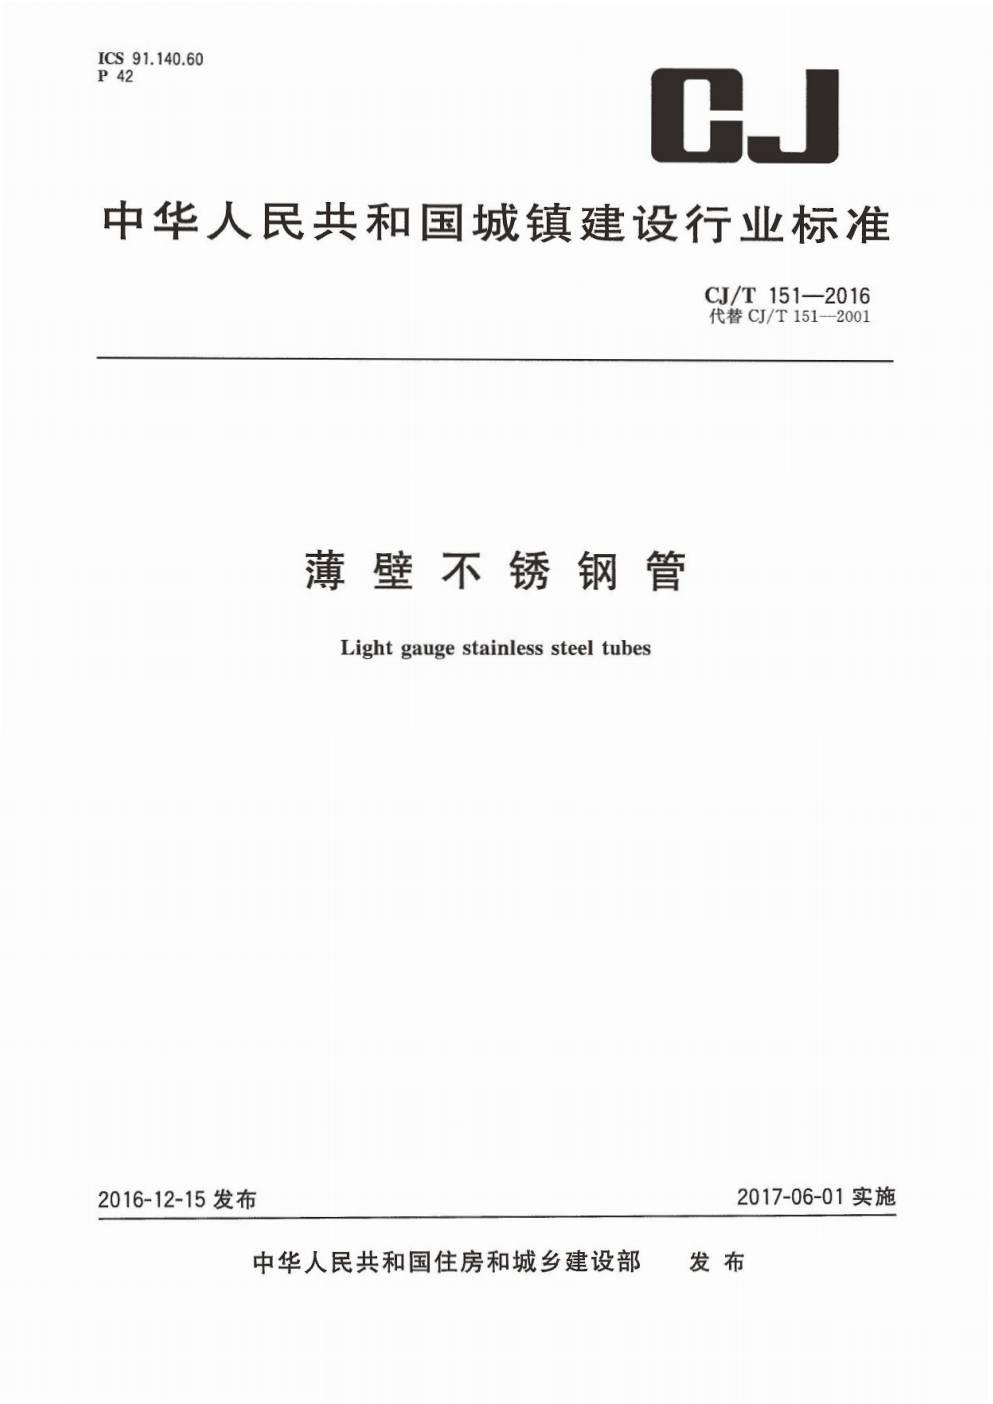 ICS 91.140.60
P 42
CJ
中华人民共和国城镇建设行业标准
CJ/T 151—2016
代替 CJ/T 151—2001
薄壁不锈钢管
Light gauge stainless steel tubes
2016-12-15 发布
2017-06-01 实施
中华人民共和国住房和城乡建设部 发布